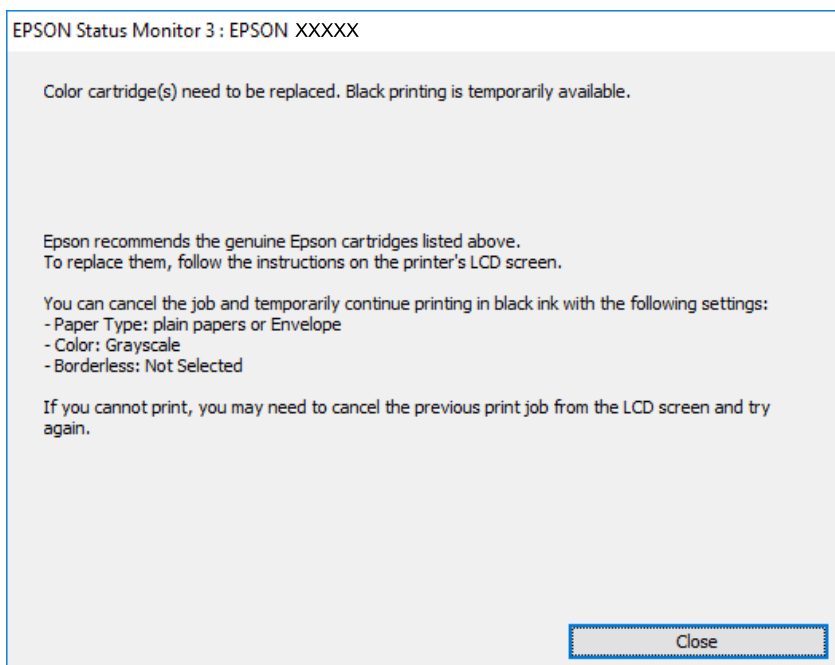 EPSON Status Monitor 3 : EPSON XXXXX
Color cartridge(s) need to be replaced. Black printing is temporarily available.
Epson recommends the genuine Epson cartridges listed above.
To replace them, follow the instructions on the printer's LCD screen.
You can cancel the job and temporarily continue printing in black ink with the following settings:
- Paper Type: plain papers or Envelope
- Color: Grayscale
- Borderless: Not Selected
If you cannot print, you may need to cancel the previous print job from the LCD screen and try
again.
Close